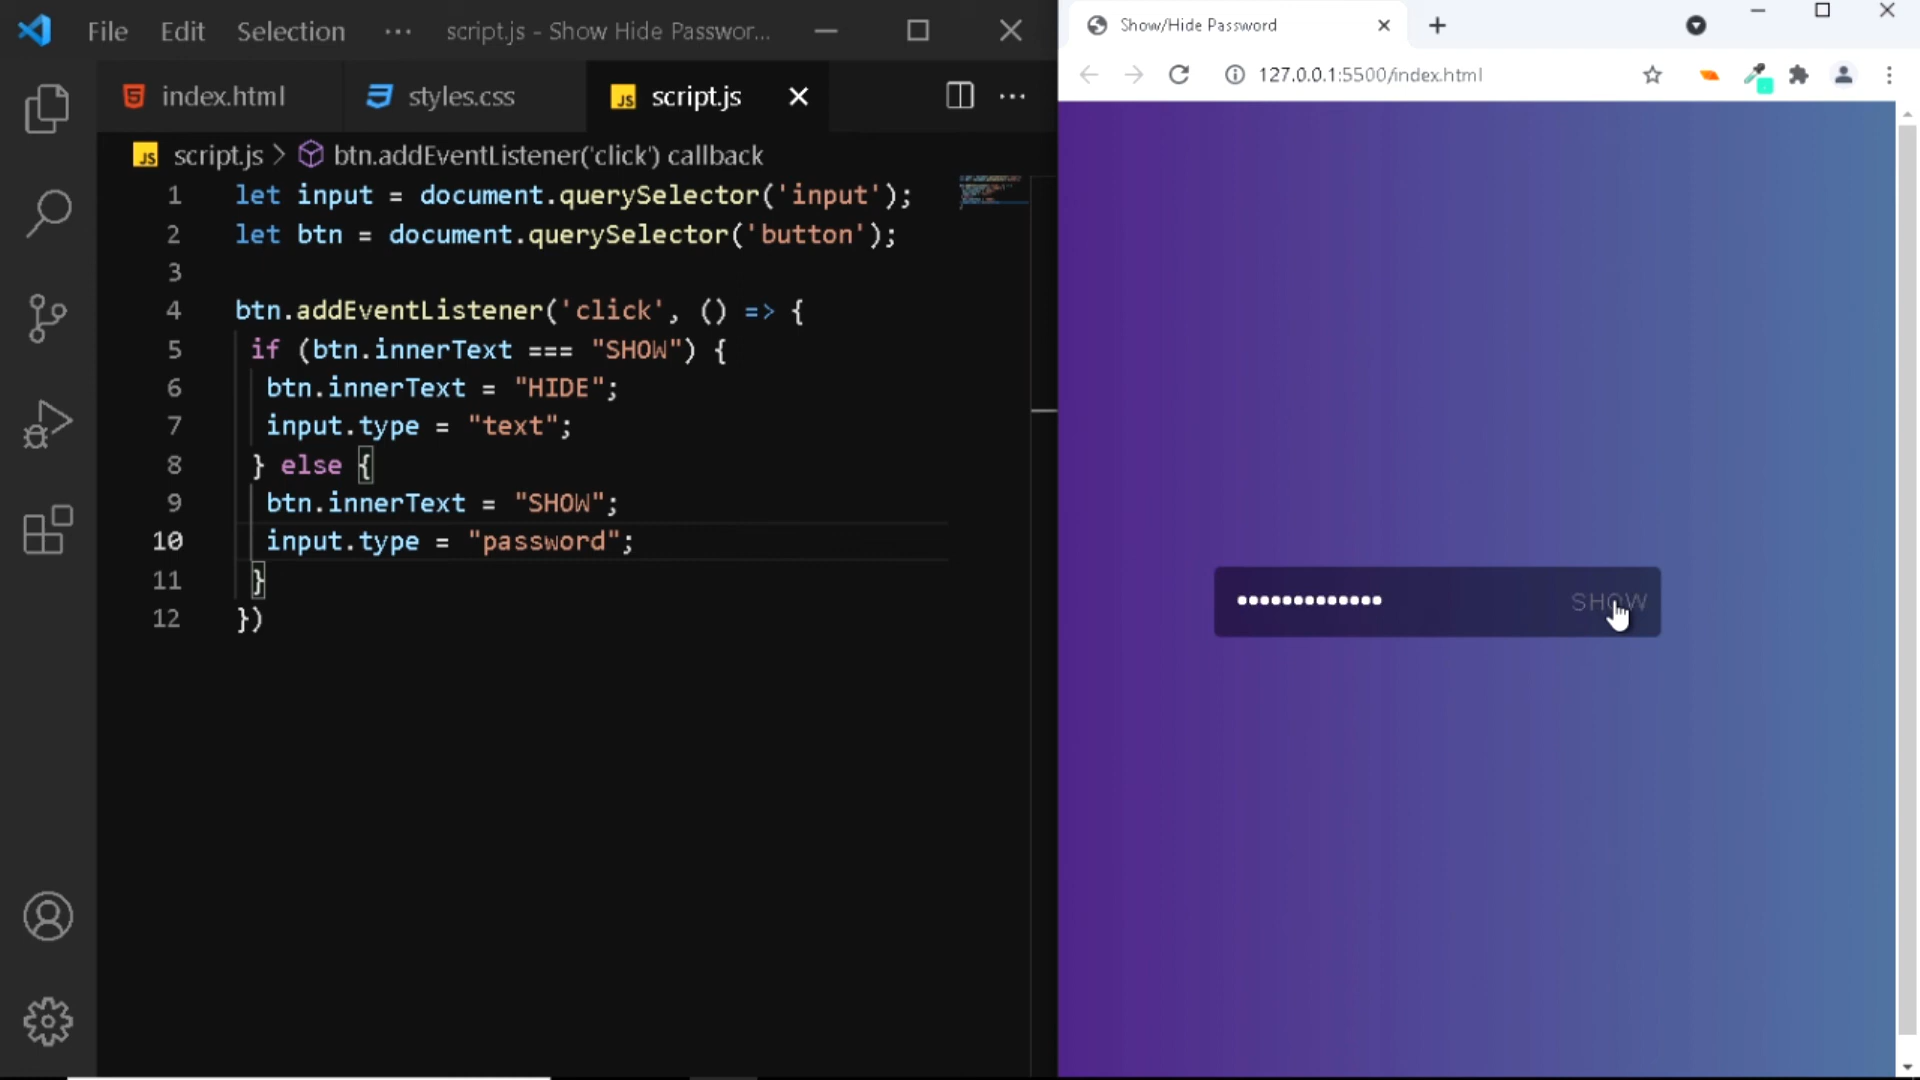 File Edit Selection ··· script.js - Show Hide Passwor...
index.html styles.css JS script.js
JS script.js > btn.addEventListener('click') callback
1 let input = document.querySelector('input');
2 let btn = document.querySelector('button');
3
4 btn.addEventListener('click', () => {
5 if (btn.innerText === "SHOW") {
6 btn.innerText = "HIDE";
7 input.type = "text";
8 } else {
9 btn.innerText = "SHOW";
10 input.type = "password";
11 }
12 })
Show/Hide Password
127.0.0.1:5500/index.html
SHOW